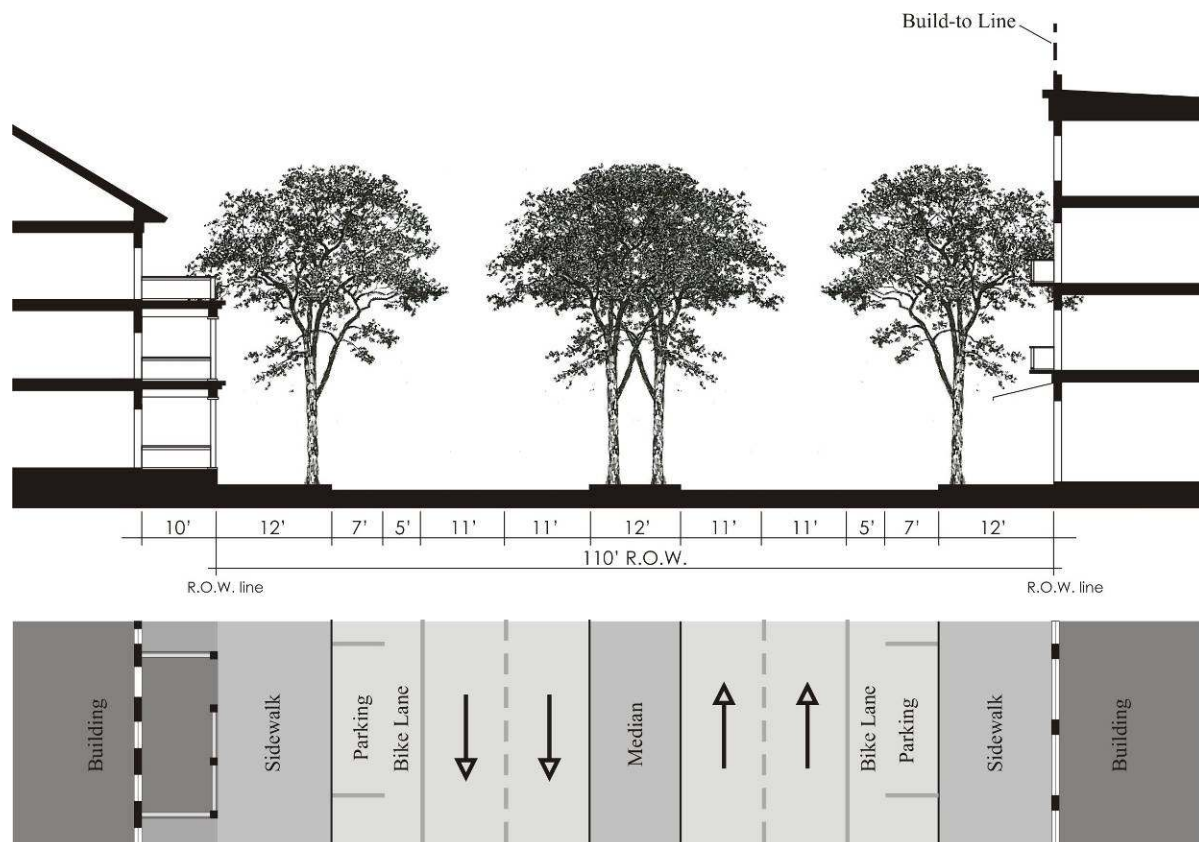 Build-to Line
10' 12' 7' 5' 11' 11' 12' 11' 11' 5' 7' 12'
110' R.O.W.
R.O.W. line R.O.W. line
Building Sidewalk Parking Bike Lane Median Bike Lane Parking Sidewalk Building